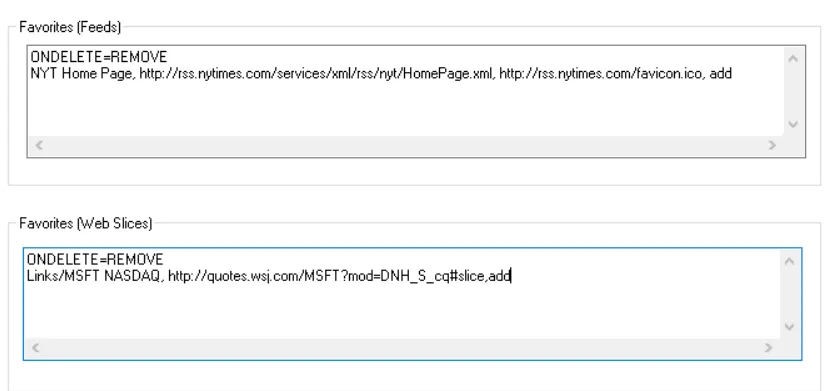 Favorites (Feeds)
ONDELETE=REMOVE
NYT Home Page, http://rss.nytimes.com/services/xml/rss/nyt/HomePage.xml, http://rss.nytimes.com/favicon.ico, add
Favorites (Web Slices)
ONDELETE=REMOVE
Links/MSFT NASDAQ, http://quotes.wsj.com/MSFT?mod=DNH_S_cq#slice,add